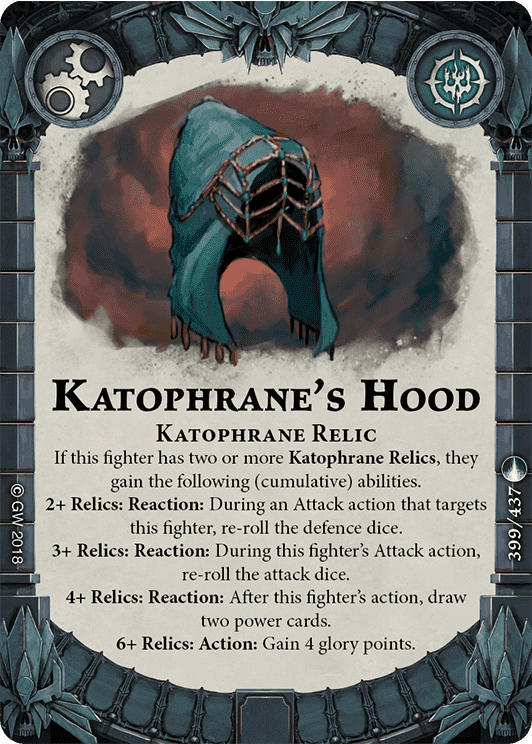 Katophrane's Hood
Katophrane Relic
If this fighter has two or more Katophrane Relics, they
gain the following (cumulative) abilities.
2+ Relics: Reaction: During an Attack action that targets
this fighter, re-roll the defence dice.
3+ Relics: Reaction: During this fighter's Attack action,
re-roll the attack dice.
4+ Relics: Reaction: After this fighter's action, draw
two power cards.
6+ Relics: Action: Gain 4 glory points.
© GW 2018
399/437